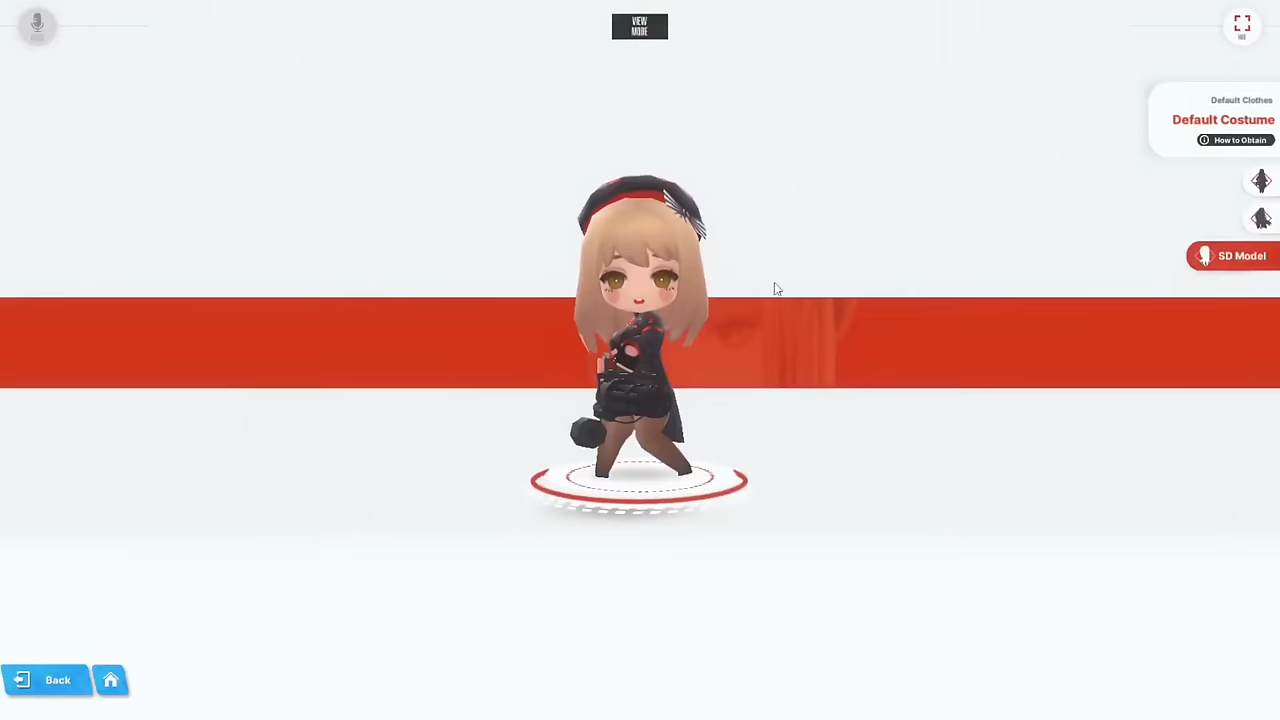 VIEW
MODE
Default Clothes
Default Costume
How to Obtain
SD Model
Back